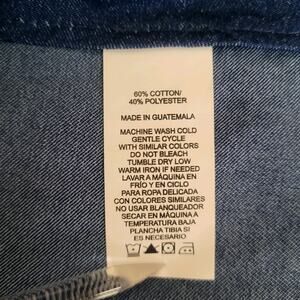 60% COTTON/
40% POLYESTER
MADE IN GUATEMALA
MACHINE WASH COLD
GENTLE CYCLE
WITH SIMILAR COLORS
DO NOT BLEACH
TUMBLE DRY LOW
WARM IRON IF NEEDED
LAVAR A MÁQUINA EN
FRÍO Y EN CICLO
PARA ROPA DELICADA
CON COLORES SIMILARES
NO USAR BLANQUEADOR
SECAR EN MÁQUINA A
TEMPERATURA BAJA
PLANCHA TIBIA SI
ES NECESARIO